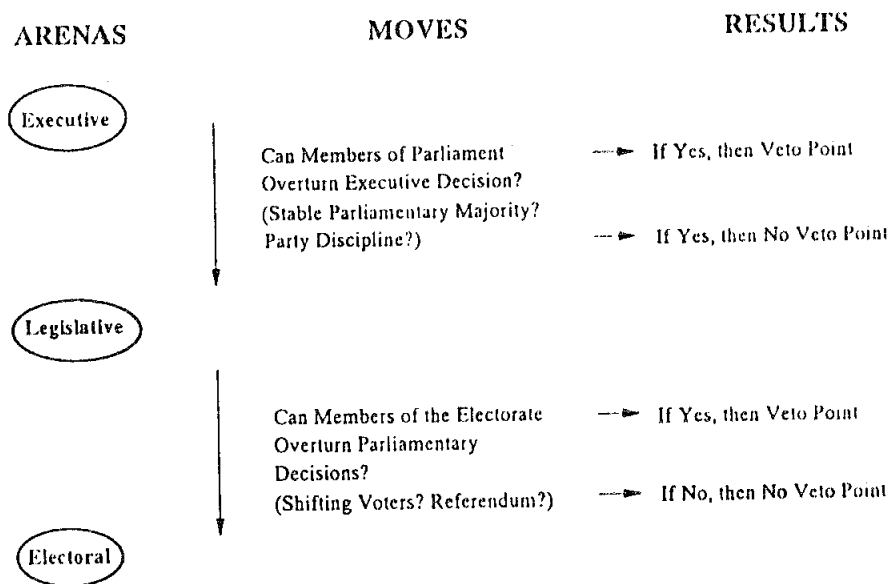 ARENAS MOVES RESULTS
Executive
Can Members of Parliament
Overturn Executive Decision?
(Stable Parliamentary Majority?
Party Discipline?)
If Yes, then Veto Point
If Yes, then No Veto Point
Legislative
Can Members of the Electorate
Overturn Parliamentary
Decisions?
(Shifting Voters? Referendum?)
If Yes, then Veto Point
If No, then No Veto Point
Electoral